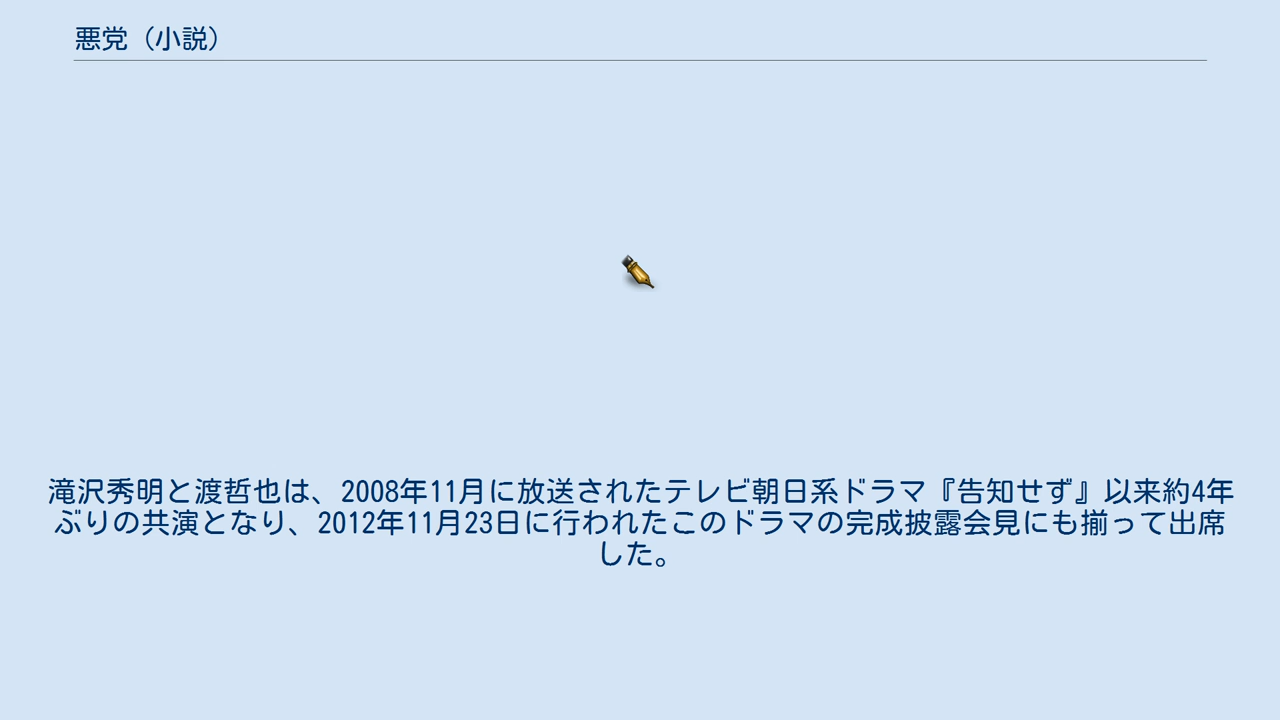 悪党（小説）
滝沢秀明と渡哲也は、2008年11月に放送されたテレビ朝日系ドラマ『告知せず』以来約4年
ぶりの共演となり、2012年11月23日に行われたこのドラマの完成披露会見にも揃って出席
した。